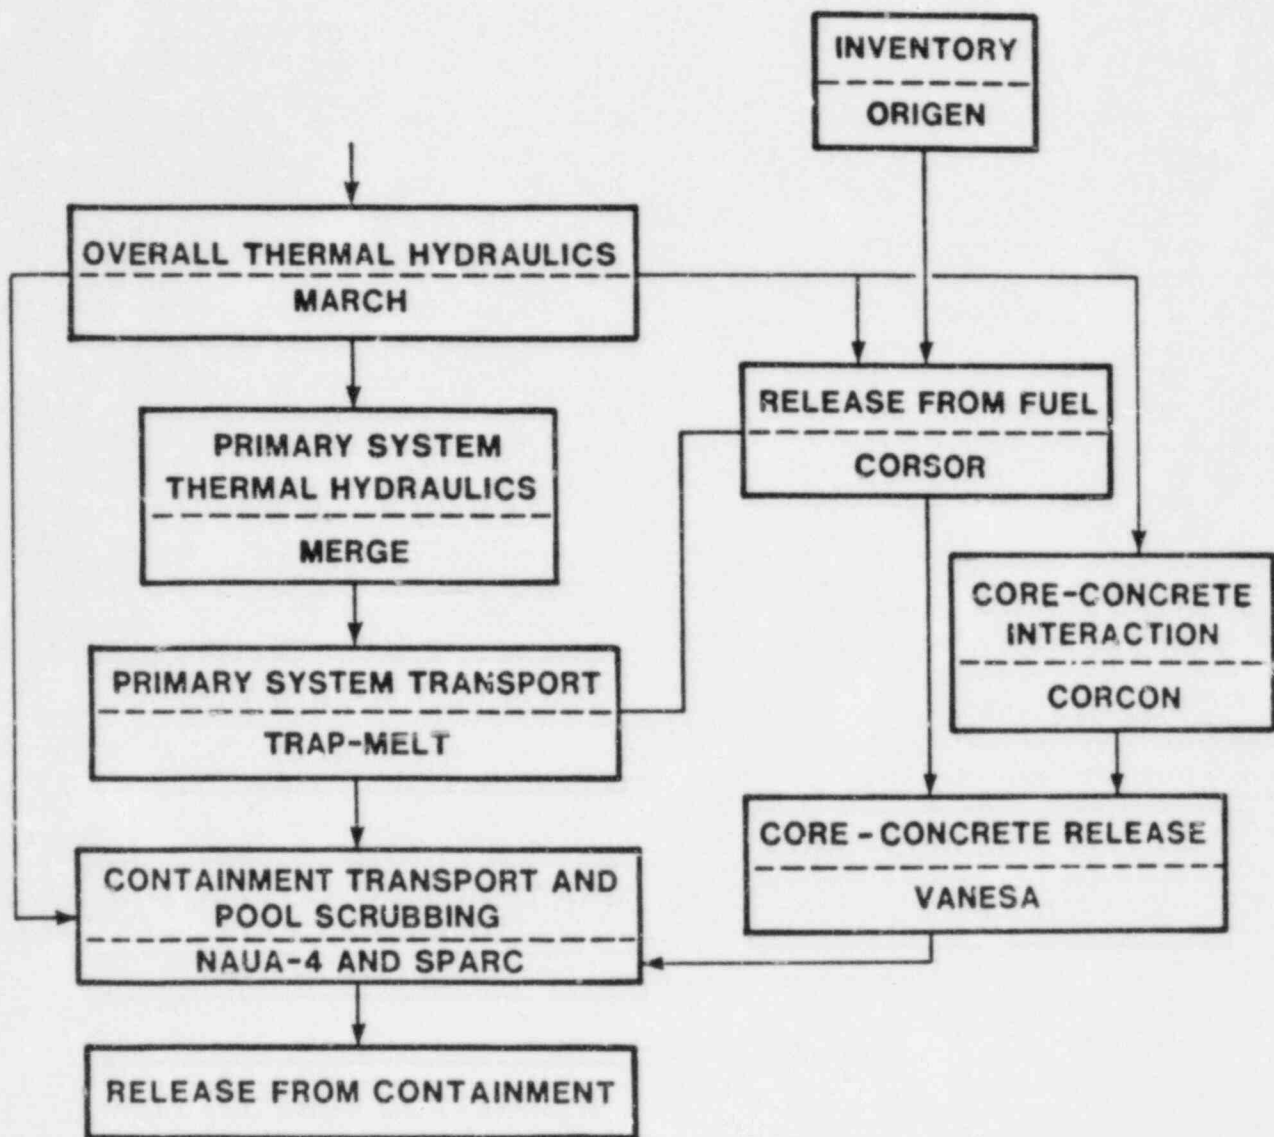 INVENTORY
ORIGEN
OVERALL THERMAL HYDRAULICS
MARCH
PRIMARY SYSTEM
THERMAL HYDRAULICS
MERGE
RELEASE FROM FUEL
CORSOR
CORE-CONCRETE
INTERACTION
CORCON
PRIMARY SYSTEM TRANSPORT
TRAP-MELT
CORE-CONCRETE RELEASE
VANESA
CONTAINMENT TRANSPORT AND
POOL SCRUBBING
NAUA-4 AND SPARC
RELEASE FROM CONTAINMENT